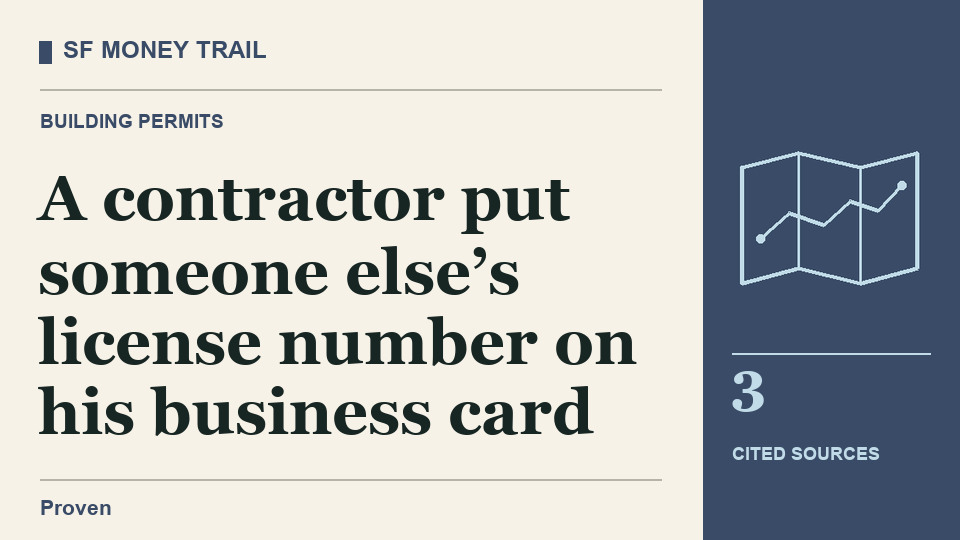 SF MONEY TRAIL
BUILDING PERMITS
A contractor put
someone else’s
license number on
his business card
Proven
3
CITED SOURCES